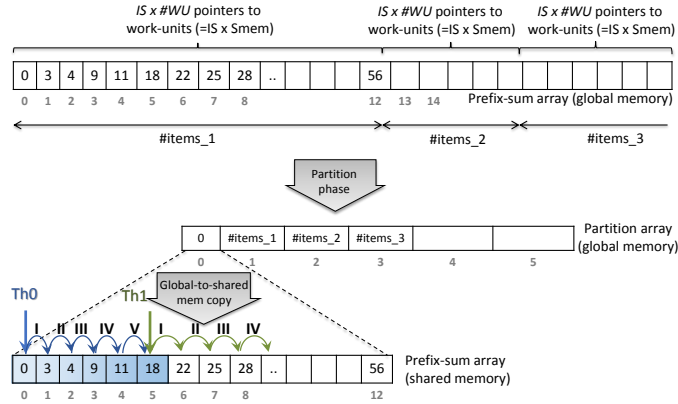 IS x #WU pointers to work-units (=IS x Smem)
IS x #WU pointers to work-units (=IS x Smem)
IS x #WU pointers to work-units (=IS x Smem)
0 3 4 9 11 18 22 25 28 .. 56
0 1 2 3 4 5 6 7 8 12 13 14 Prefix-sum array (global memory)
#items_1 #items_2 #items_3
Partition
phase
0 #items_1 #items_2 #items_3
Partition array
(global memory)
0 1 2 3 4 5
Global-to-shared
mem copy
Th0 Th1
I II III IV V I II III IV
0 3 4 9 11 18 22 25 28 .. 56
Prefix-sum array
(shared memory)
0 1 2 3 4 5 6 7 8 12